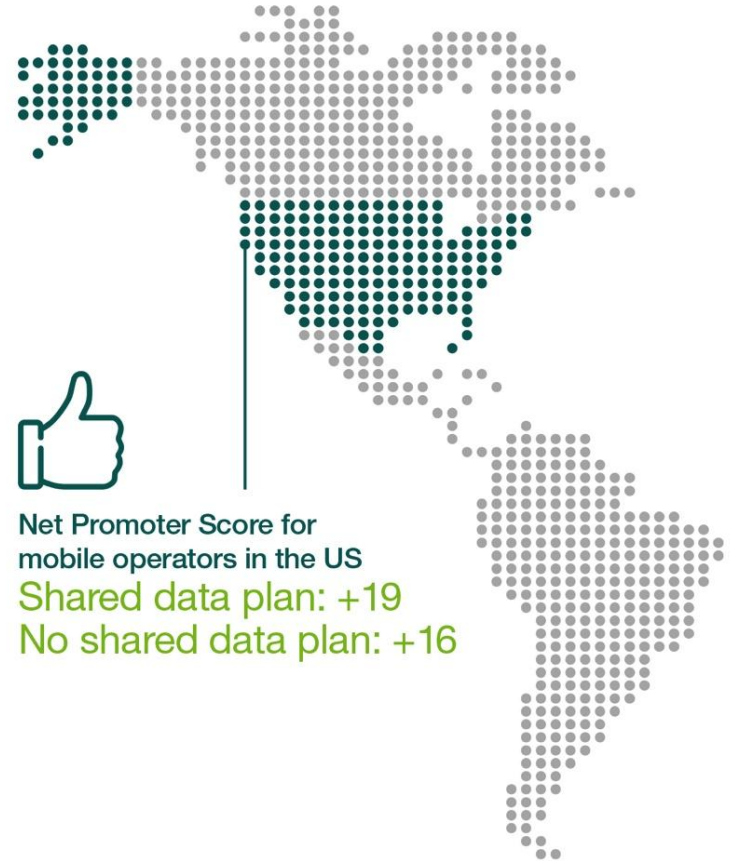 Net Promoter Score for
mobile operators in the US
Shared data plan: +19
No shared data plan: +16